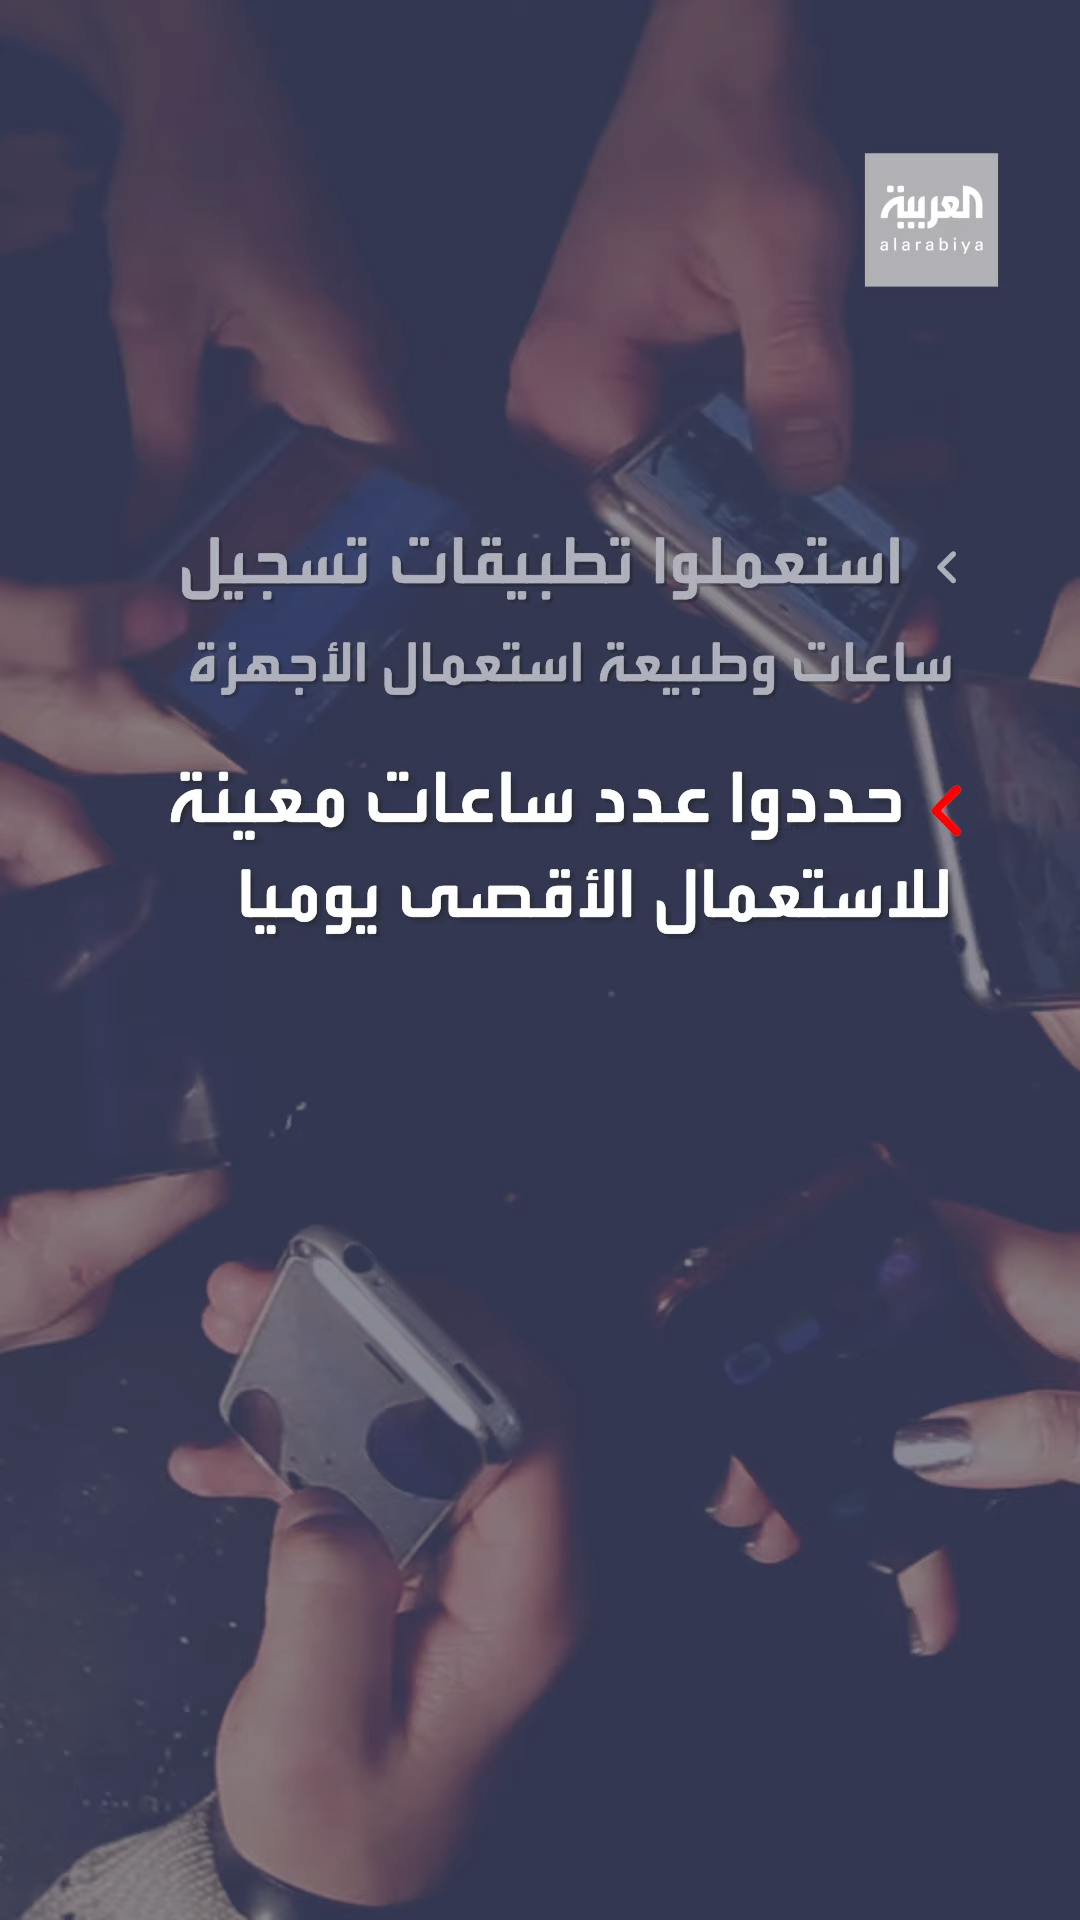 العربية
alarabiya
استعملوا تطبيقات تسجيل
ساعات وطبيعة استعمال الأجهزة
حددوا عدد ساعات معينة
للاستعمال الأقصى يوميا